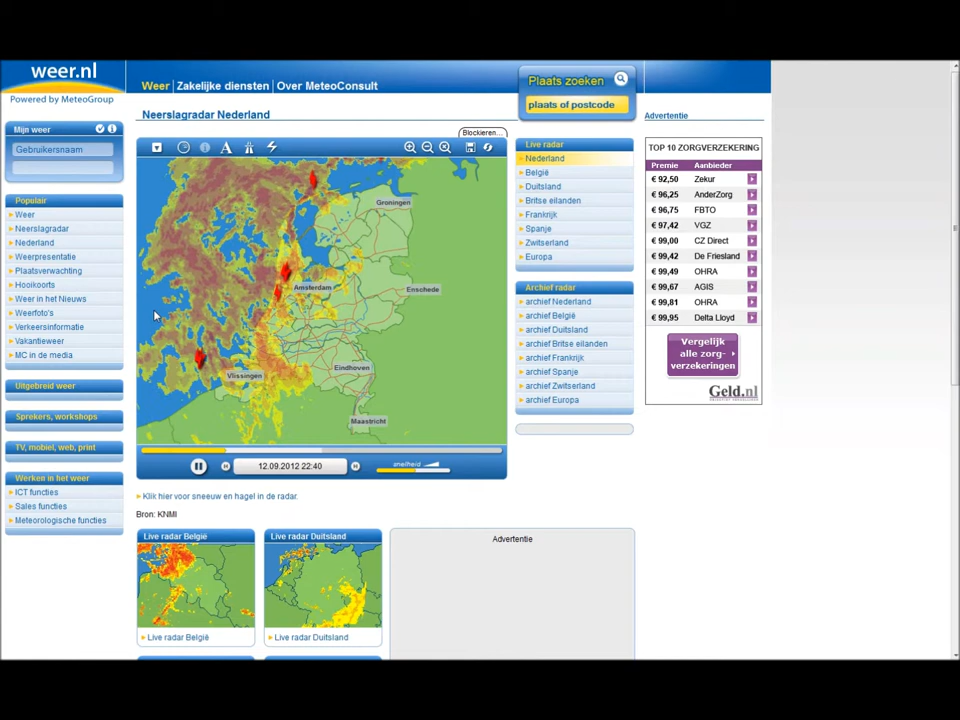 weer.nl
Powered by MeteoGroup
Weer Zakelijke diensten Over MeteoConsult
Plaats zoeken
plaats of postcode
Mijn weer
Gebruikersnaam
Populair
Weer
Neerslagradar
Nederland
Weerpresentatie
Plaatsverwachting
Hooikoorts
Weer in het Nieuws
Weerfoto's
Verkeersinformatie
Vakantieweer
MC in de media
Uitgebreid weer
Sprekers, workshops
TV, mobiel, web, print
Werken in het weer
ICT functies
Sales functies
Meteorologische functies
Neerslagradar Nederland
Blockieren...
A
Groningen
Amsterdam
Enschede
Eindhoven
Vlissingen
Maastricht
12.09.2012 22:40
snelheid
Klik hier voor sneeuw en hagel in de radar.
Bron: KNMI
Live radar België
Live radar België
Live radar Duitsland
Live radar Duitsland
Advertentie
Live radar
Nederland
België
Duitsland
Britse eilanden
Frankrijk
Spanje
Zwitserland
Europa
Archief radar
archief Nederland
archief België
archief Duitsland
archief Britse eilanden
archief Frankrijk
archief Spanje
archief Zwitserland
archief Europa
Advertentie
TOP 10 ZORGVERZEKERING
Premie Aanbieder
€ 92,50 Zekur
€ 96,25 AnderZorg
€ 96,75 FBTO
€ 97,42 VGZ
€ 99,00 CZ Direct
€ 99,42 De Friesland
€ 99,49 OHRA
€ 99,67 AGIS
€ 99,81 OHRA
€ 99,95 Delta Lloyd
Vergelijk
alle zorg-
verzekeringen
Geld.nl